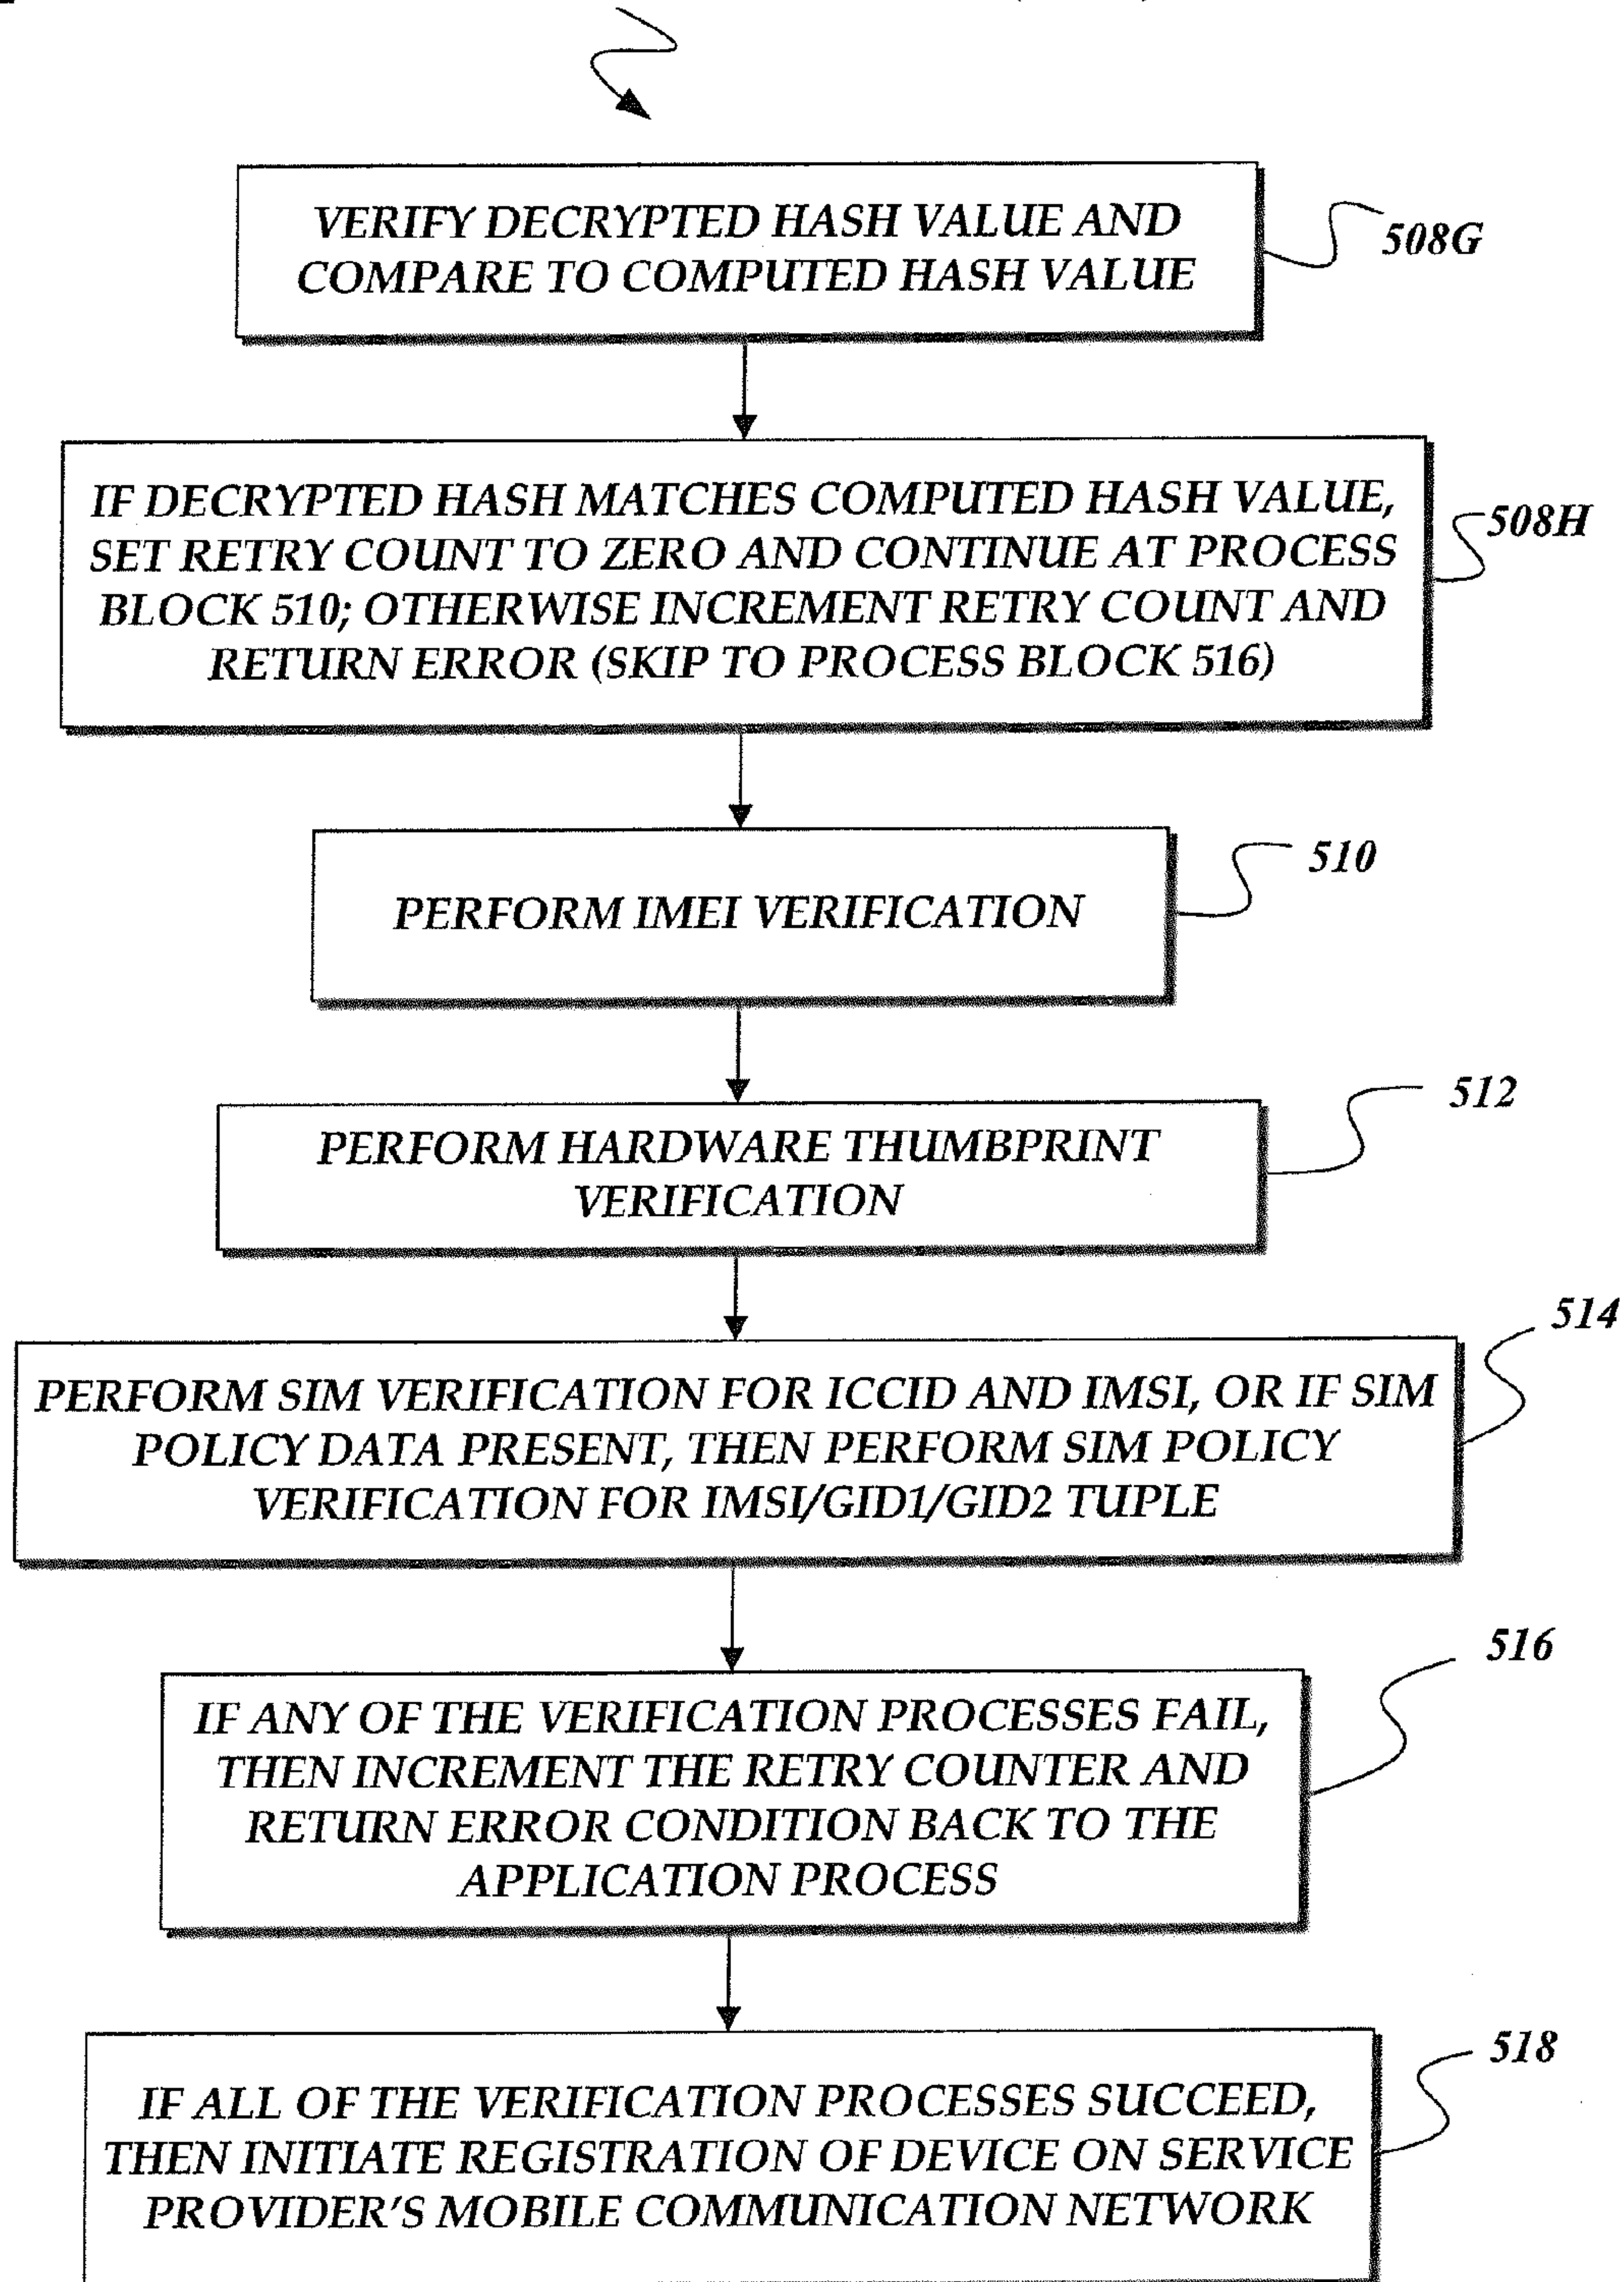 VERIFY DECRYPTED HASH VALUE AND
COMPARE TO COMPUTED HASH VALUE
508G
IF DECRYPTED HASH MATCHES COMPUTED HASH VALUE,
SET RETRY COUNT TO ZERO AND CONTINUE AT PROCESS
BLOCK 510; OTHERWISE INCREMENT RETRY COUNT AND
RETURN ERROR (SKIP TO PROCESS BLOCK 516)
508H
PERFORM IMEI VERIFICATION
510
PERFORM HARDWARE THUMBPRINT
VERIFICATION
512
PERFORM SIM VERIFICATION FOR ICCID AND IMSI, OR IF SIM
POLICY DATA PRESENT, THEN PERFORM SIM POLICY
VERIFICATION FOR IMSI/GID1/GID2 TUPLE
514
IF ANY OF THE VERIFICATION PROCESSES FAIL,
THEN INCREMENT THE RETRY COUNTER AND
RETURN ERROR CONDITION BACK TO THE
APPLICATION PROCESS
516
IF ALL OF THE VERIFICATION PROCESSES SUCCEED,
THEN INITIATE REGISTRATION OF DEVICE ON SERVICE
PROVIDER'S MOBILE COMMUNICATION NETWORK
518